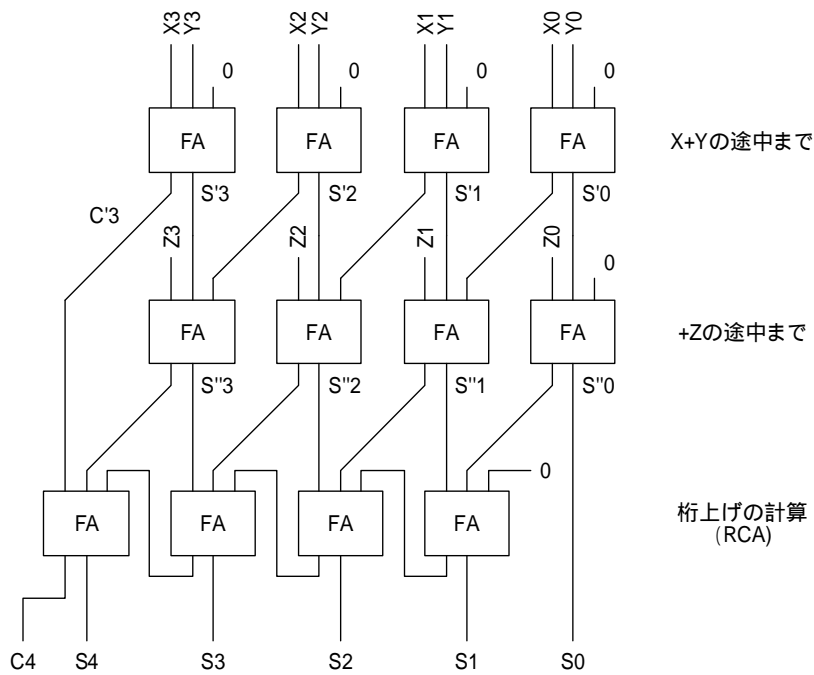 X3 Y3 X2 Y2 X1 Y1 X0 Y0
0 0 0 0
FA FA FA FA X+Yの途中まで
C'3 S'3 S'2 S'1 S'0
Z3 Z2 Z1 Z0 0
FA FA FA FA +Zの途中まで
S"3 S"2 S"1 S"0
0
FA FA FA FA 桁上げの計算
(RCA)
C4 S4 S3 S2 S1 S0